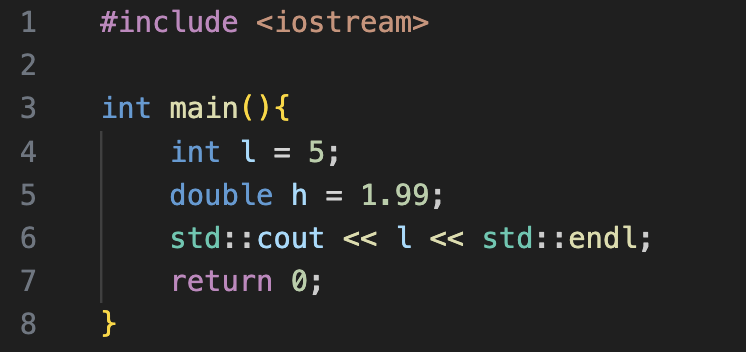 1 #include <iostream>
2
3 int main(){
4     int l = 5;
5     double h = 1.99;
6     std::cout << l << std::endl;
7     return 0;
8 }